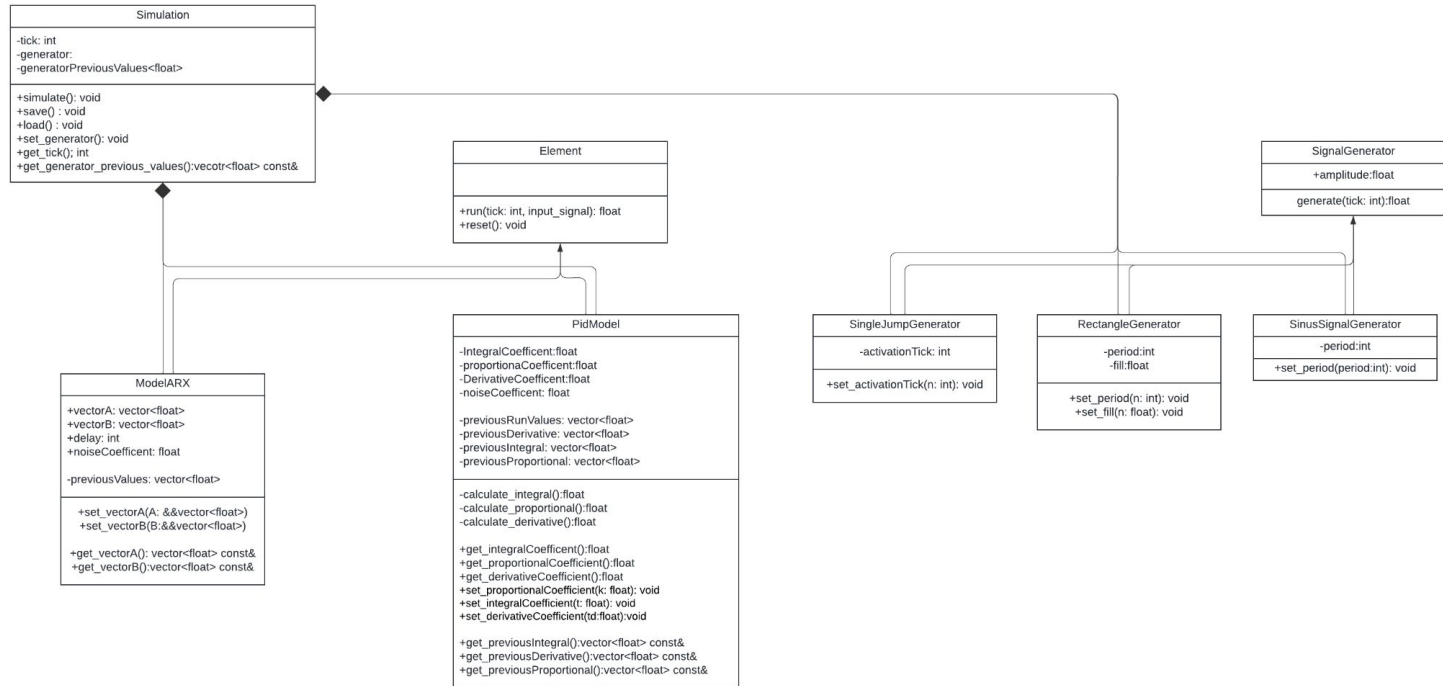 Simulation
-tick: int
-generator:
-generatorPreviousValues<float>
+simulate(): void
+save() : void
+load() : void
+set_generator(): void
+get_tick(); int
+get_generator_previous_values():vecotr<float> const&
Element
+run(tick: int, input_signal): float
+reset(): void
SignalGenerator
+amplitude:float
generate(tick: int):float
ModelARX
+vectorA: vector<float>
+vectorB: vector<float>
+delay: int
+noiseCoefficent: float
-previousValues: vector<float>
+set_vectorA(A: &&vector<float>)
+set_vectorB(B:&&vector<float>)
+get_vectorA(): vector<float> const&
+get_vectorB():vector<float> const&
PidModel
-IntegralCoefficent:float
-proportionaCoefficent:float
-DerivativeCoefficent:float
-noiseCoefficent: float
-previousRunValues: vector<float>
-previousDerivative: vector<float>
-previousIntegral: vector<float>
-previousProportional: vector<float>
-calculate_integral():float
-calculate_proportional():float
-calculate_derivative():float
+get_integralCoefficent():float
+get_proportionalCoefficient():float
+get_derivativeCoefficient():float
+set_proportionalCoefficient(k: float): void
+set_integralCoefficient(t: float): void
+set_derivativeCoefficient(td:float):void
+get_previousIntegral():vector<float> const&
+get_previousDerivative():vector<float> const&
+get_previousProportional():vector<float> const&
SingleJumpGenerator
-activationTick: int
+set_activationTick(n: int): void
RectangleGenerator
-period:int
-fill:float
+set_period(n: int): void
+set_fill(n: float): void
SinusSignalGenerator
-period:int
+set_period(period:int): void